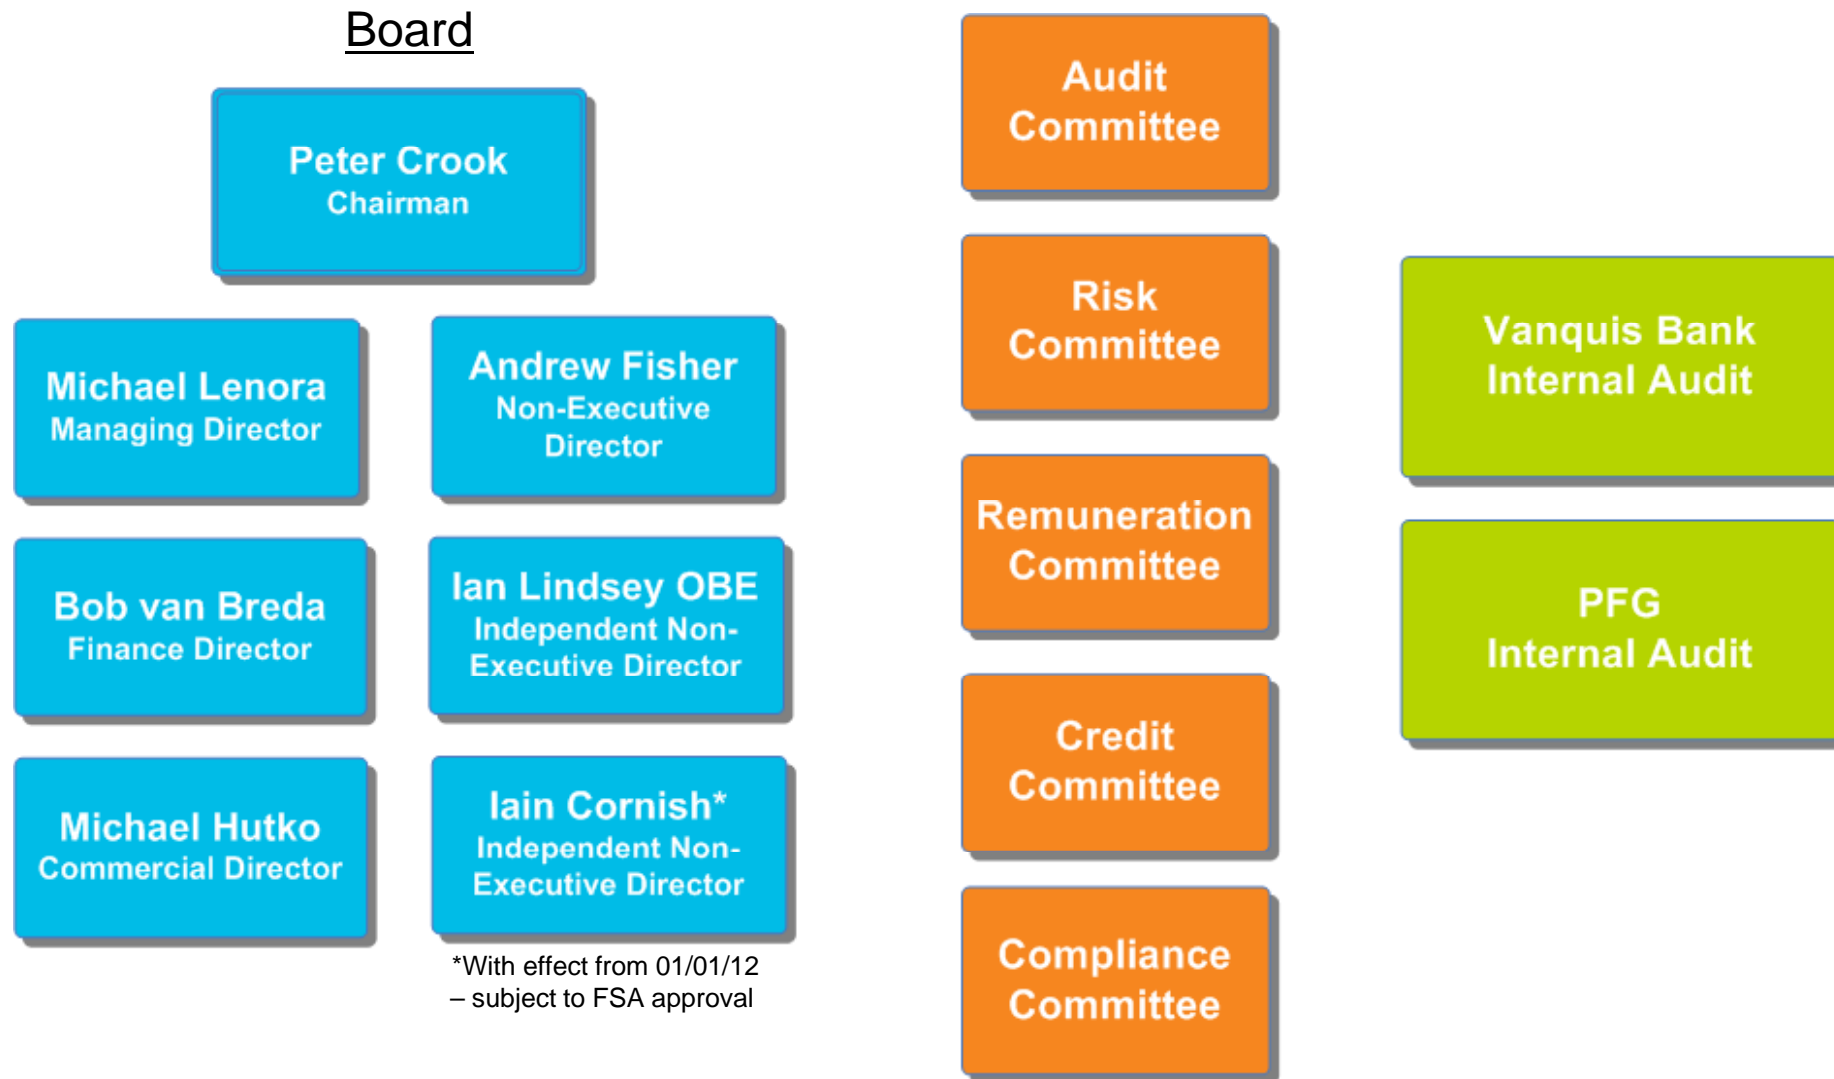 Board
Peter Crook
Chairman
Michael Lenora
Managing Director
Andrew Fisher
Non-Executive
Director
Bob van Breda
Finance Director
Ian Lindsey OBE
Independent Non-
Executive Director
Michael Hutko
Commercial Director
Iain Cornish*
Independent Non-
Executive Director
*With effect from 01/01/12
– subject to FSA approval
Audit
Committee
Risk
Committee
Remuneration
Committee
Credit
Committee
Compliance
Committee
Vanquis Bank
Internal Audit
PFG
Internal Audit